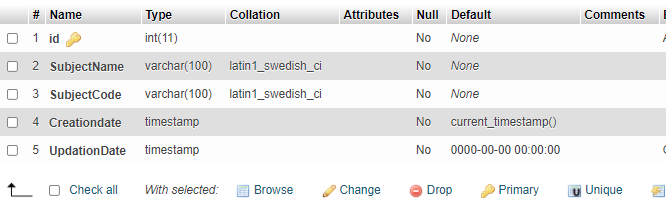 # Name Type Collation Attributes Null Default Comments
1 id int(11) No None
2 SubjectName varchar(100) latin1_swedish_ci No None
3 SubjectCode varchar(100) latin1_swedish_ci No None
4 Creationdate timestamp No current_timestamp()
5 UpdationDate timestamp No 0000-00-00 00:00:00
Check all With selected: Browse Change Drop Primary Unique